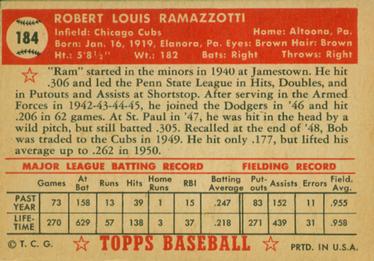 184
ROBERT LOUIS RAMAZZOTTI
Infield: Chicago Cubs Home: Altoona, Pa.
Born: Jan. 16, 1919, Elanora, Pa. Eyes: Brown Hair: Brown
Ht.: 5'8½" Wt.: 182 Bats: Right Throws: Right
"Ram" started in the minors in 1940 at Jamestown. He hit
.306 and led the Penn State League in Hits, Doubles, and
in Putouts and Assists at Shortstop. After serving in the Armed
Forces in 1942-43-44-45, he joined the Dodgers in '46 and hit
.206 in 62 games. At St. Paul in '47, he was hit in the head by a
wild pitch, but still batted .305. Recalled at the end of '48, Bob
was traded to the Cubs in 1949. He hit only .177, but lifted his
average up to .262 in 1950.
MAJOR LEAGUE BATTING RECORD FIELDING RECORD
Games At Bat Runs Hits Home Runs RBI Batting Average Put-outs Assists Errors Field. Avg.
PAST YEAR 73 158 13 39 1 15 .247 83 152 11 .955
LIFE-TIME 270 639 57 138 3 37 .218 271 413 30 .958
© T. C. G. TOPPS BASEBALL PRTD. IN U.S.A.